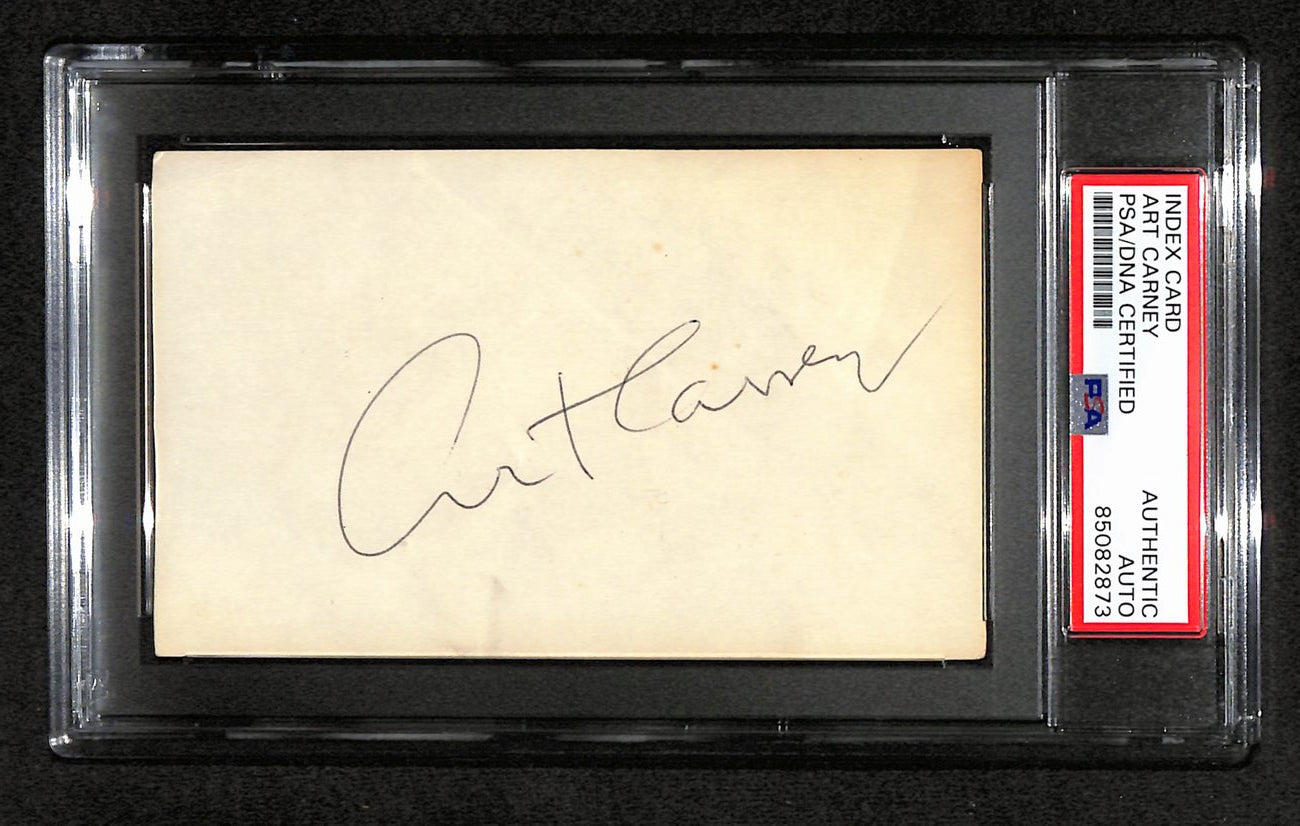 Art Carney
INDEX CARD
ART CARNEY
PSA/DNA CERTIFIED
PSA
AUTHENTIC
AUTO
85082873